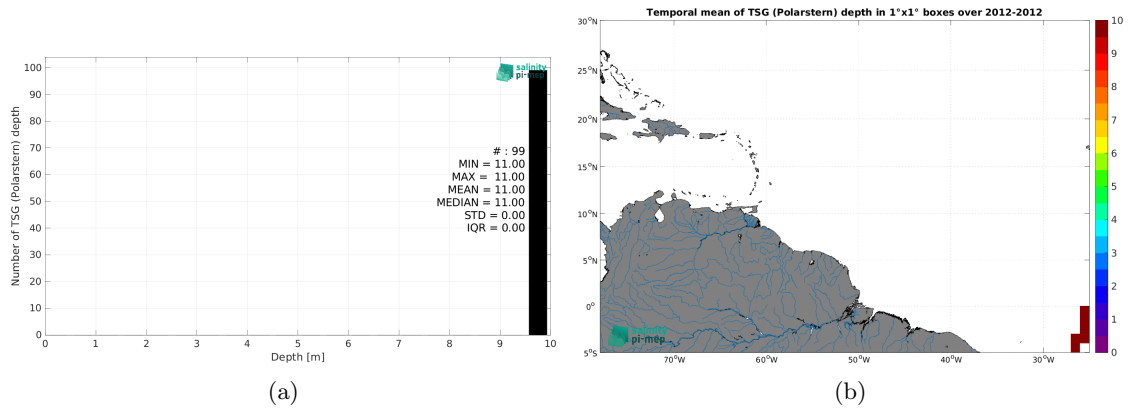 Number of TSG (Polarstern) depth
100
90
80
70
60
50
40
30
20
10
0
salinity
pi-mep
# : 99
MIN = 11.00
MAX = 11.00
MEAN = 11.00
MEDIAN = 11.00
STD = 0.00
IQR = 0.00
0 1 2 3 4 5 6 7 8 9 10
Depth [m]
(a)
Temporal mean of TSG (Polarstern) depth in 1°x1° boxes over 2012-2012
30°N
25°N
20°N
15°N
10°N
5°N
0°
5°S
salinity
pi-mep
70°W 60°W 50°W 40°W 30°W
10
9
8
7
6
5
4
3
2
1
0
(b)